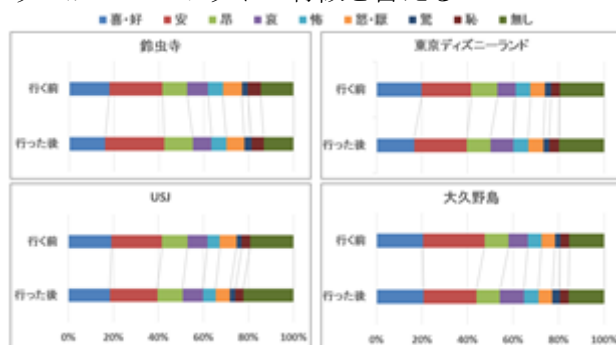 喜・好 安 昂 哀 怖 怒・厭 驚 恥 無し
鈴虫寺
行く前
行った後
東京ディズニーランド
行く前
行った後
USJ
行く前
行った後
0% 20% 40% 60% 80% 100%
大久野島
行く前
行った後
0% 20% 40% 60% 80% 100%